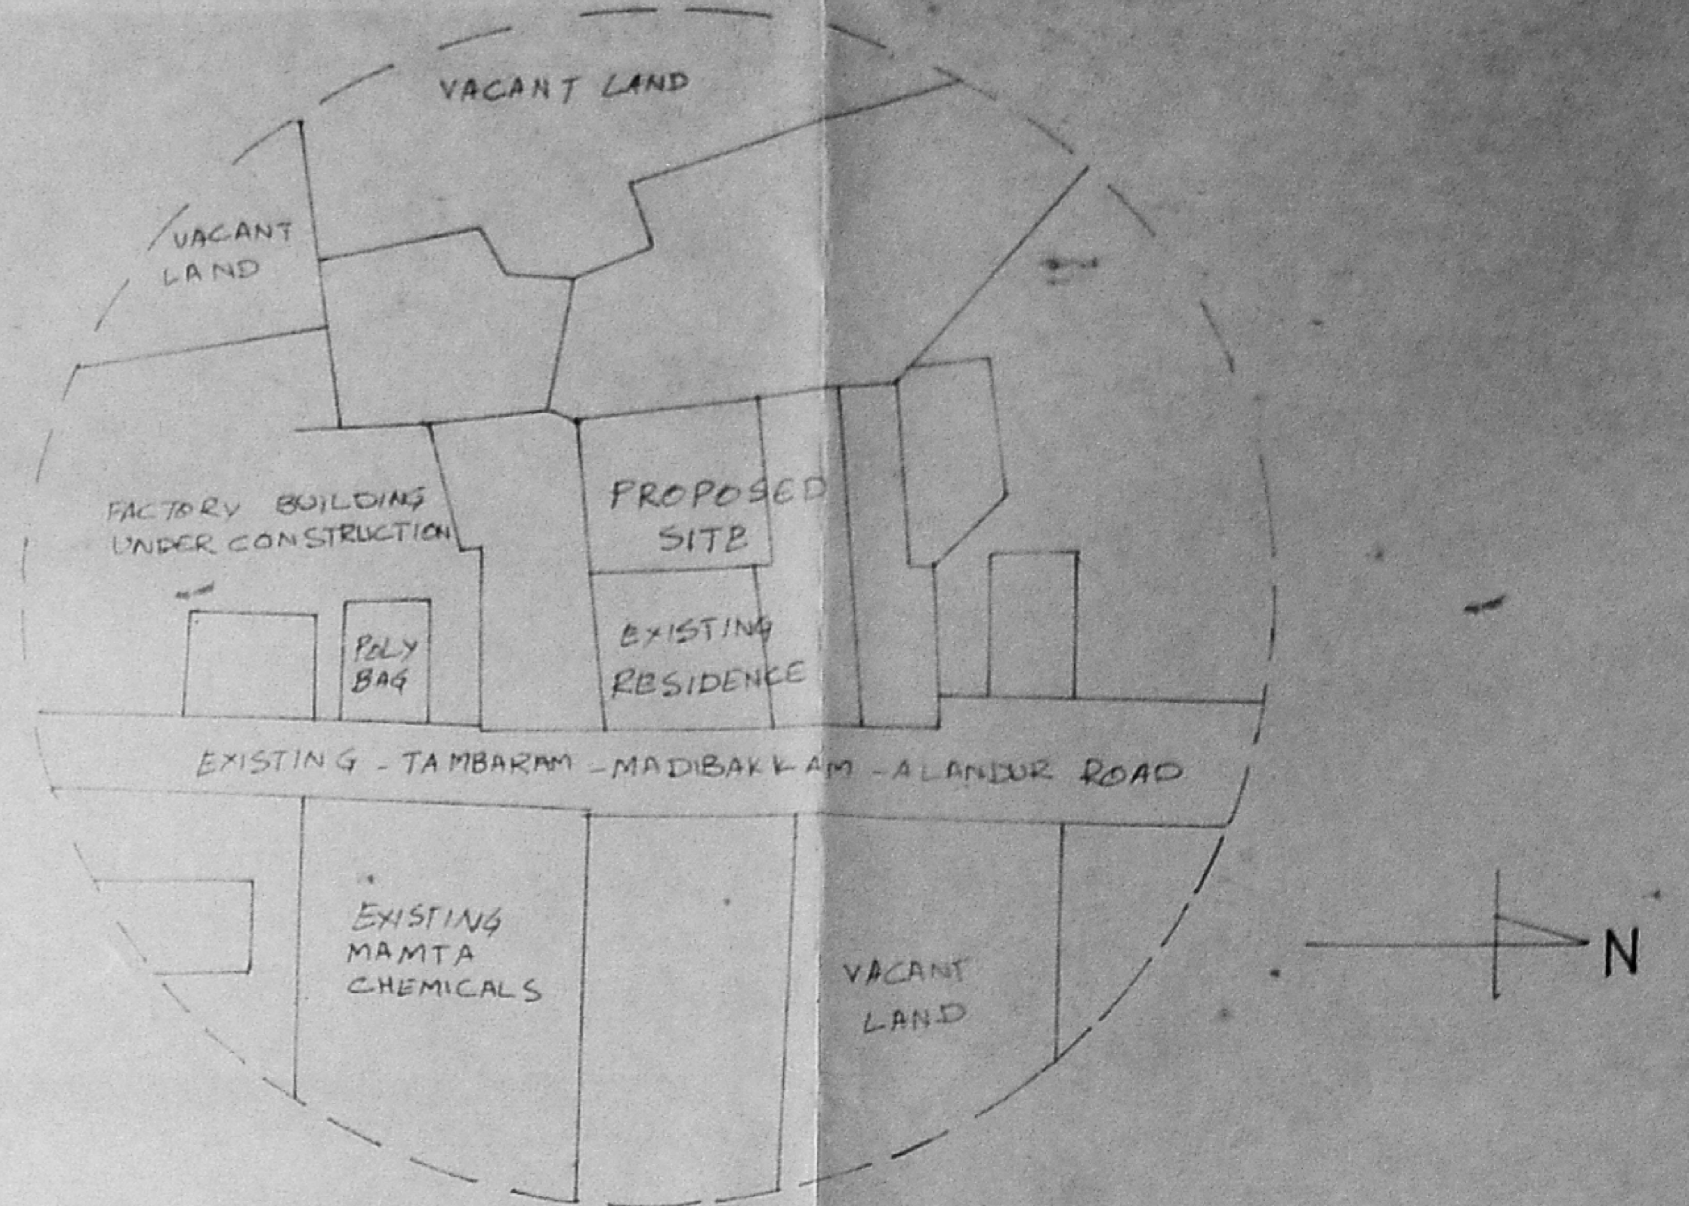 VACANT LAND
VACANT
LAND
FACTORY BUILDING
UNDER CONSTRUCTION
PROPOSED
SITE
POLY
BAG
EXISTING
RESIDENCE
EXISTING - TAMBARAM - MADIBAKKAM - ALANDUR ROAD
EXISTING
MAMTA
CHEMICALS
VACANT
LAND
N